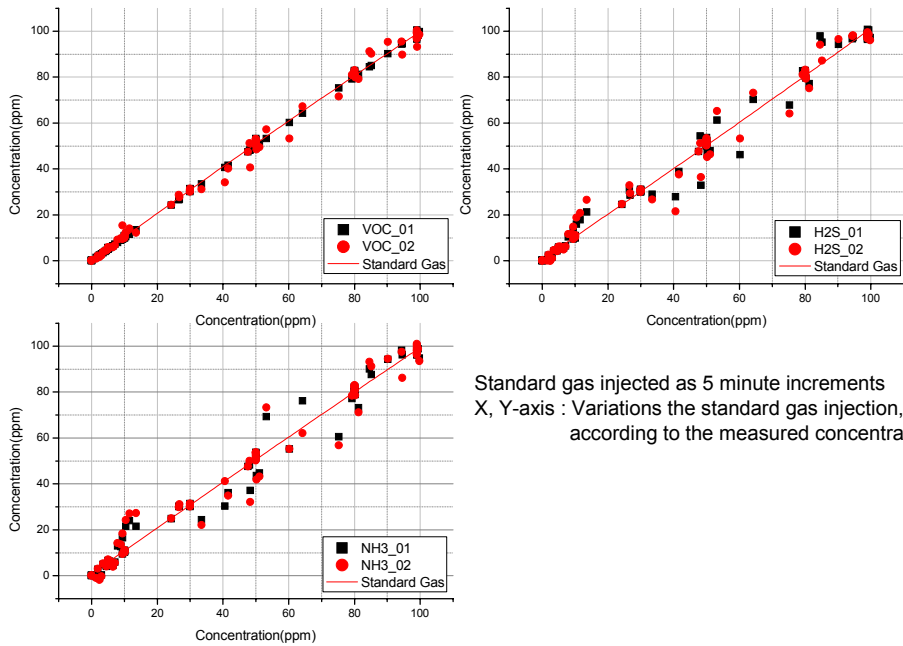 Concentration(ppm)
100
80
60
40
20
0
VOC_01
VOC_02
Standard Gas
0 20 40 60 80 100
Concentration(ppm)
Concentration(ppm)
100
80
60
40
20
0
H2S_01
H2S_02
Standard Gas
0 20 40 60 80 100
Concentration(ppm)
Comcentration(ppm)
100
80
60
40
20
0
NH3_01
NH3_02
Standard Gas
0 20 40 60 80 100
Concentration(ppm)
Standard gas injected as 5 minute increments
X, Y-axis : Variations the standard gas injection,
according to the measured concentra